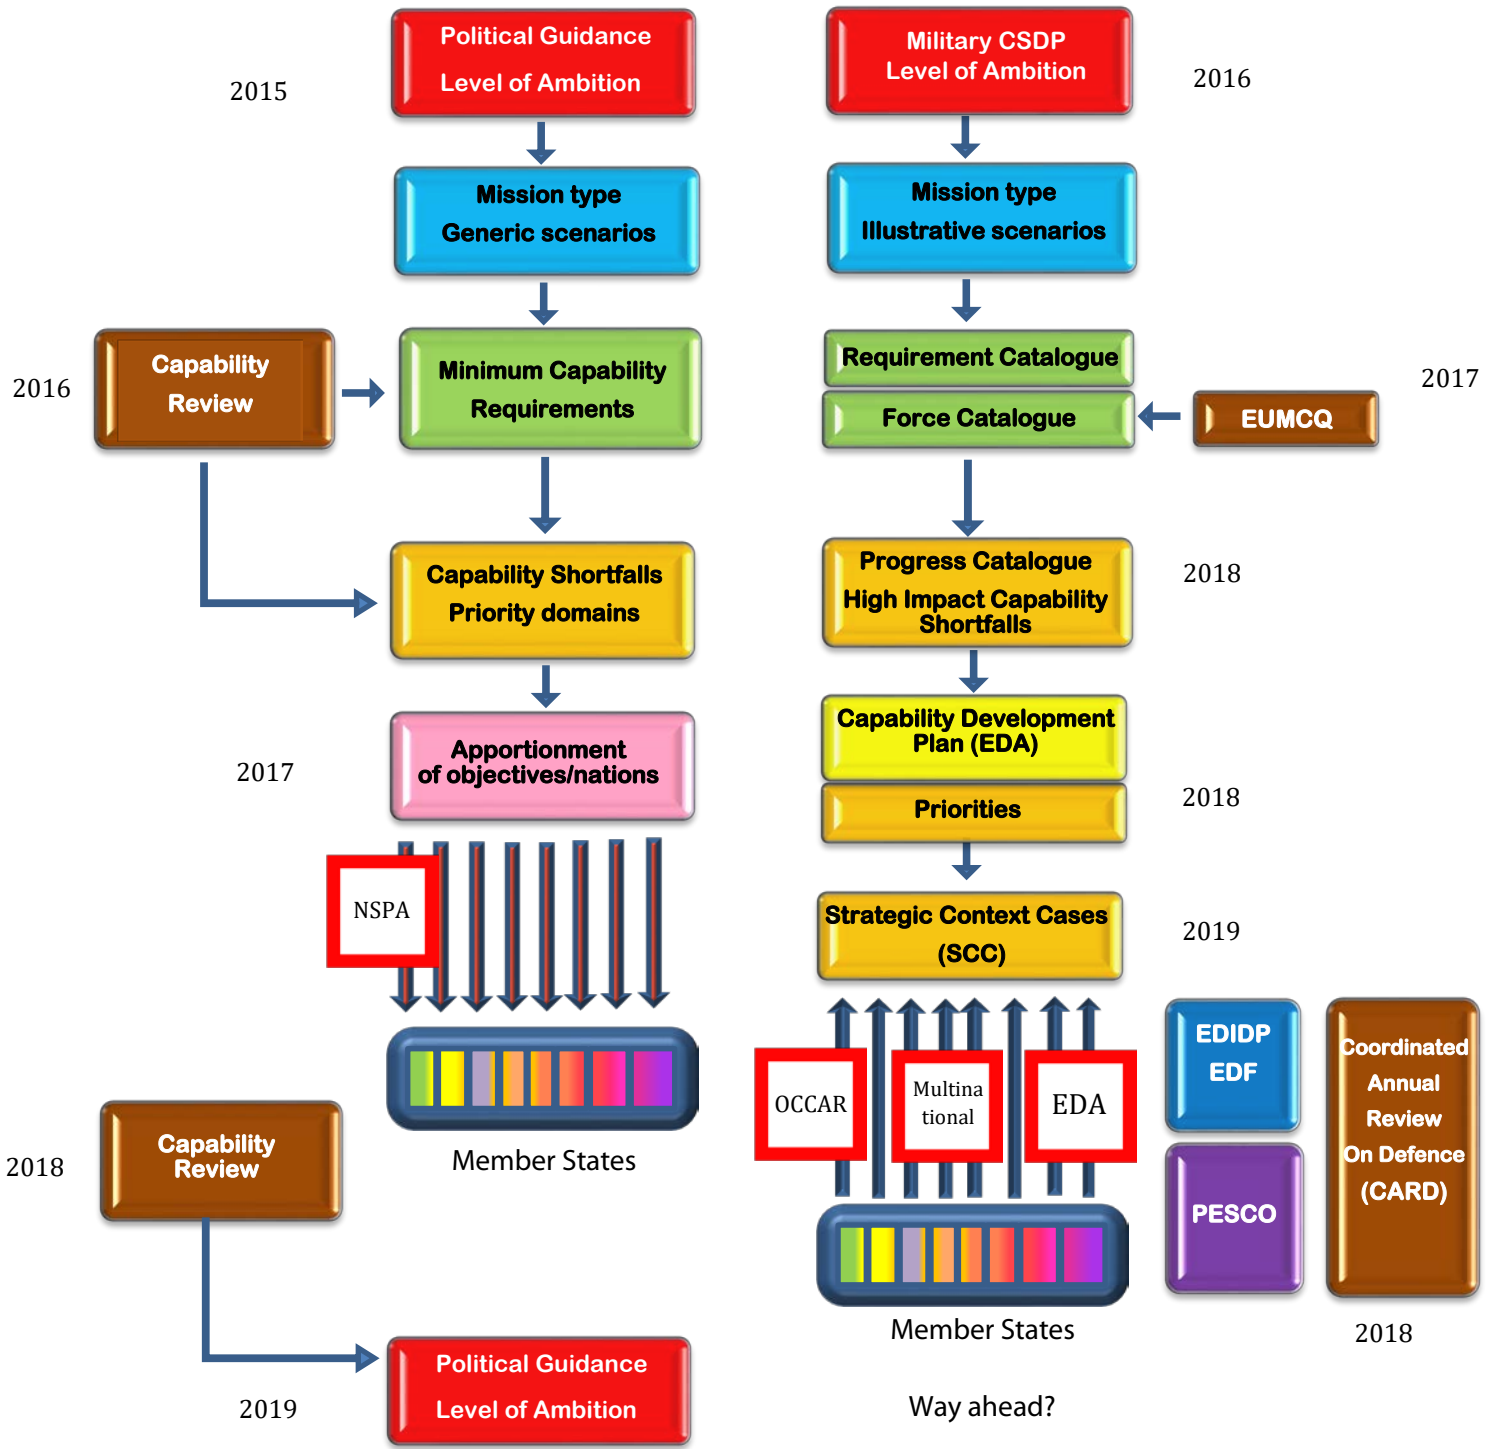 2015
Political Guidance
Level of Ambition
Mission type
Generic scenarios
2016
Capability
Review
Minimum Capability
Requirements
Capability Shortfalls
Priority domains
2017
Apportionment
of objectives/nations
NSPA
Member States
2018
Capability
Review
2019
Political Guidance
Level of Ambition
Military CSDP
Level of Ambition
2016
Mission type
Illustrative scenarios
Requirement Catalogue
Force Catalogue
EUMCQ
2017
Progress Catalogue
High Impact Capability
Shortfalls
2018
Capability Development
Plan (EDA)
Priorities
2018
Strategic Context Cases
(SCC)
2019
OCCAR
Multina
tional
EDA
Member States
EDIDP
EDF
PESCO
Coordinated
Annual
Review
On Defence
(CARD)
2018
Way ahead?